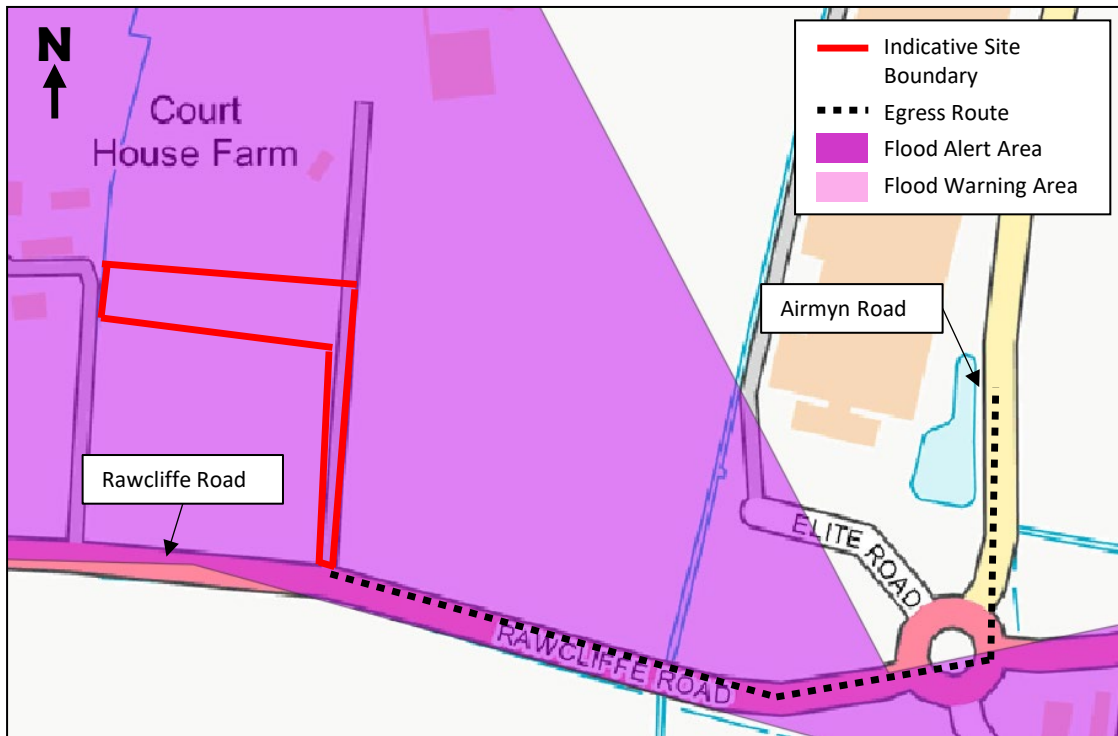 N
Court
House Farm
Indicative Site
Boundary
Egress Route
Flood Alert Area
Flood Warning Area
Airmyn Road
Rawcliffe Road
ELITE ROAD
RAWCLIFFE ROAD